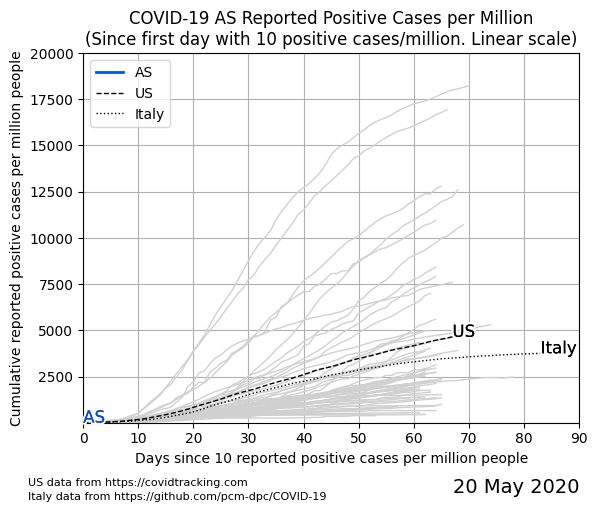 COVID-19 AS Reported Positive Cases per Million
(Since first day with 10 positive cases/million. Linear scale)
Cumulative reported positive cases per million people
20000
17500
15000
12500
10000
7500
5000
2500
AS
US
Italy
US
Italy
AS
0 10 20 30 40 50 60 70 80 90
Days since 10 reported positive cases per million people
US data from https://covidtracking.com
Italy data from https://github.com/pcm-dpc/COVID-19
20 May 2020